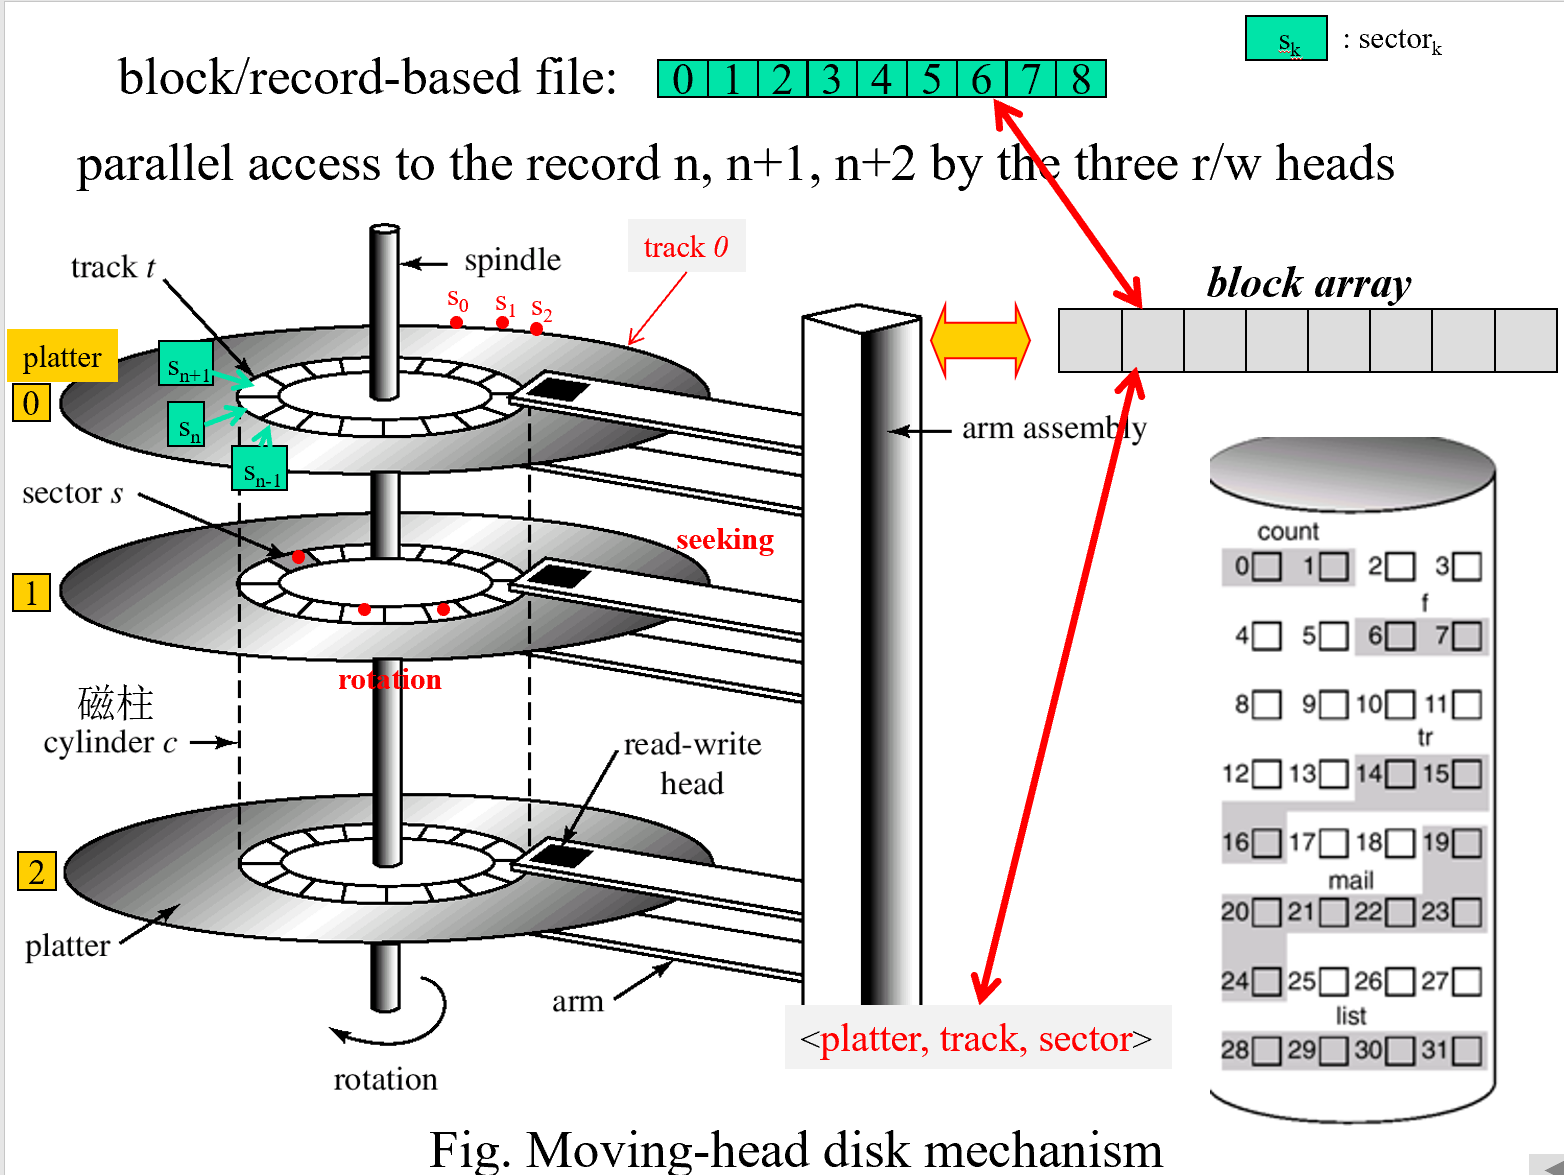 sk : sectork
block/record-based file: 0 1 2 3 4 5 6 7 8
parallel access to the record n, n+1, n+2 by the three r/w heads
track t
spindle
track 0
s0 s1 s2
block array
platter
0
sn+1
sn
sn-1
arm assembly
sector s
seeking
1
rotation
磁柱
cylinder c
read-write
head
2
platter
arm
rotation
<platter, track, sector>
count
0 1 2 3
f
4 5 6 7
8 9 10 11
tr
12 13 14 15
16 17 18 19
mail
20 21 22 23
24 25 26 27
list
28 29 30 31
Fig. Moving-head disk mechanism